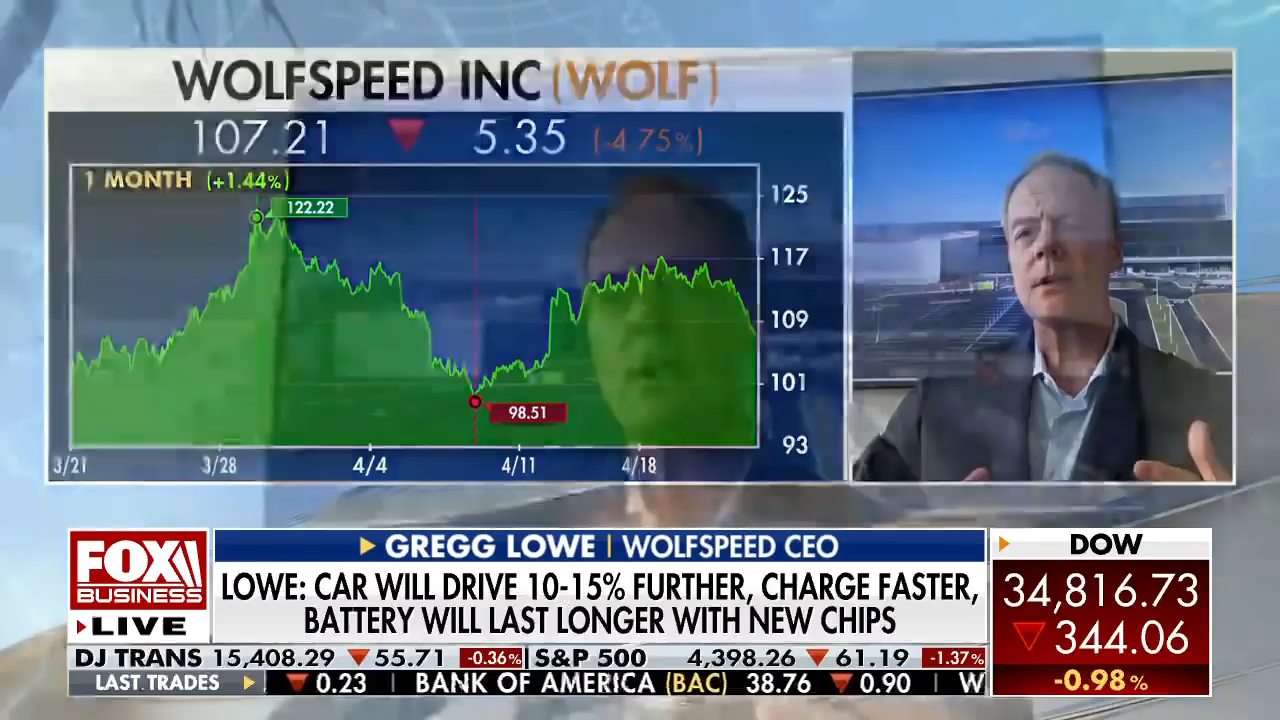 WOLFSPEED INC (WOLF)
107.21 ▼ 5.35 (-4.75%)
1 MONTH (+1.44%)
122.22
98.51
125
117
109
101
93
3/21 3/28 4/4 4/11 4/18
FOX
BUSINESS
LIVE
GREGG LOWE | WOLFSPEED CEO
LOWE: CAR WILL DRIVE 10-15% FURTHER, CHARGE FASTER,
BATTERY WILL LAST LONGER WITH NEW CHIPS
DOW
34,816.73
▼ 344.06
-0.98%
DJ TRANS 15,408.29 ▼ 55.71 -0.36% S&P 500 4,398.26 ▼ 61.19 -1.37%
LAST TRADES ▼ 0.23 | BANK OF AMERICA (BAC) 38.76 ▼ 0.90 | W